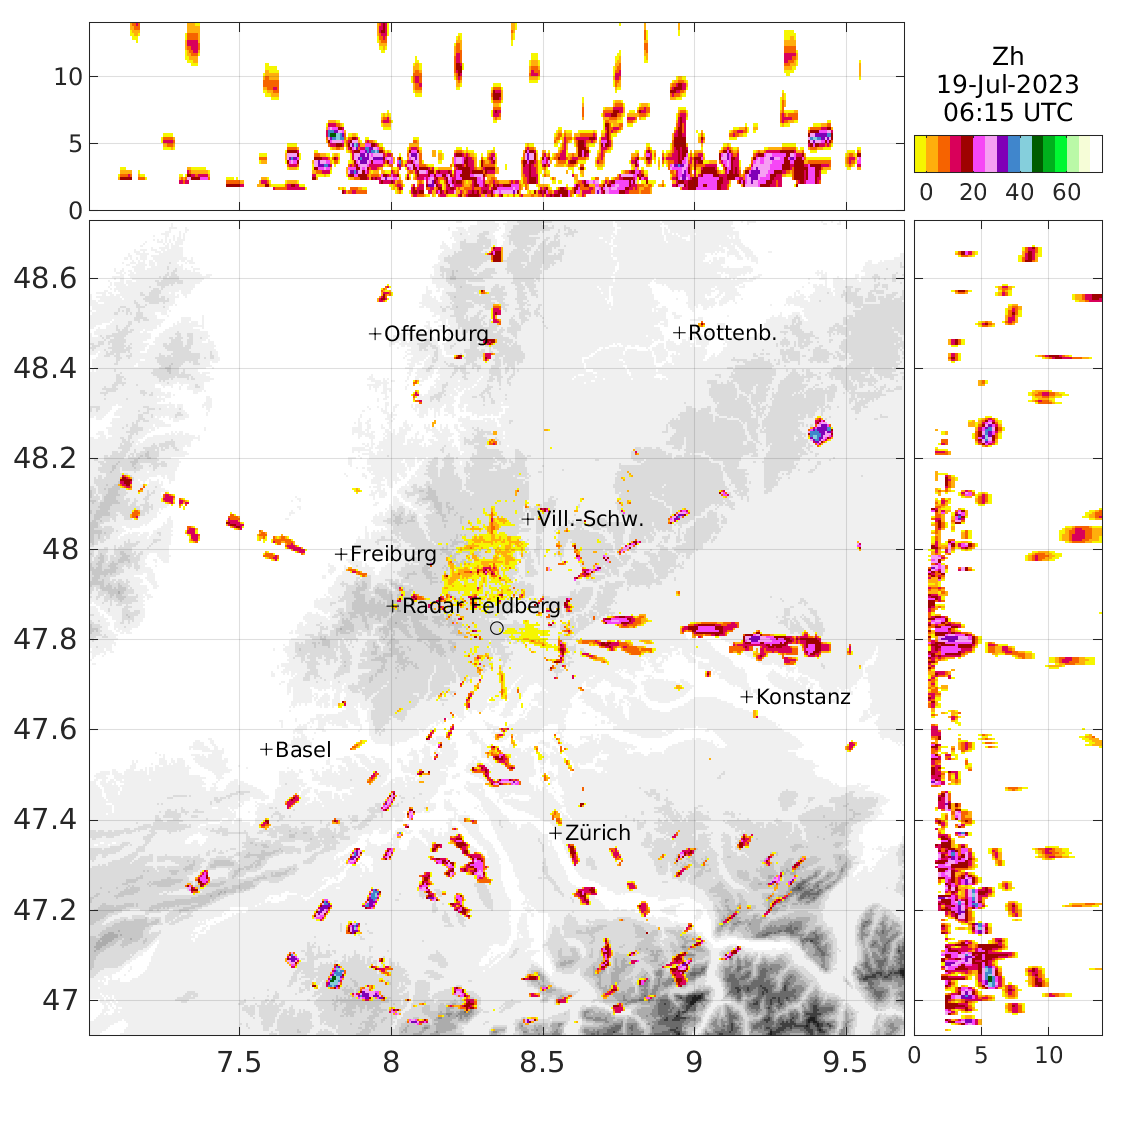 10
5
0
Zh
19-Jul-2023
06:15 UTC
0 20 40 60
48.6
48.4
48.2
48
47.8
47.6
47.4
47.2
47
+Offenburg
+Rottenb.
+Vill.-Schw.
+Freiburg
+Radar Feldberg
+Konstanz
+Basel
+Zürich
7.5 8 8.5 9 9.5
0 5 10